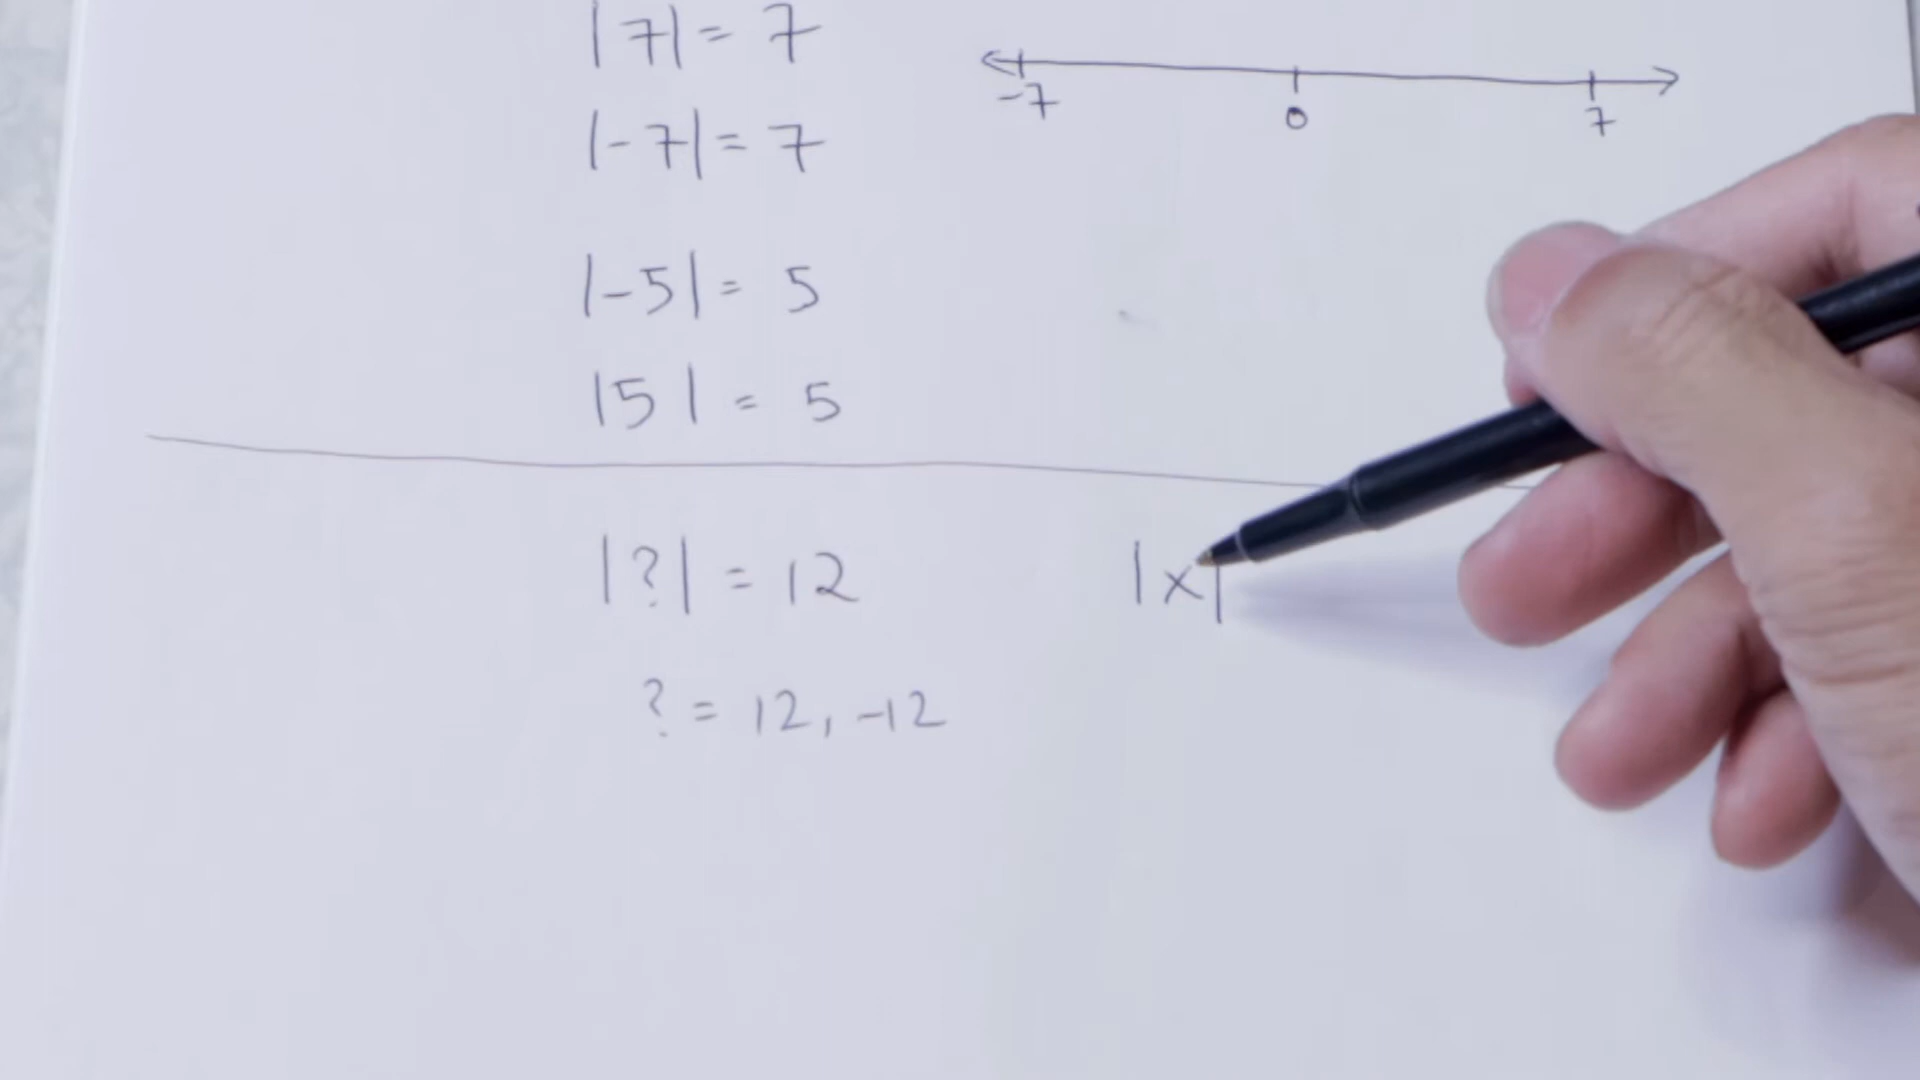 |7| = 7
-7 0 7
|-7| = 7
|-5| = 5
|5| = 5
|?| = 12
|x|
? = 12, -12